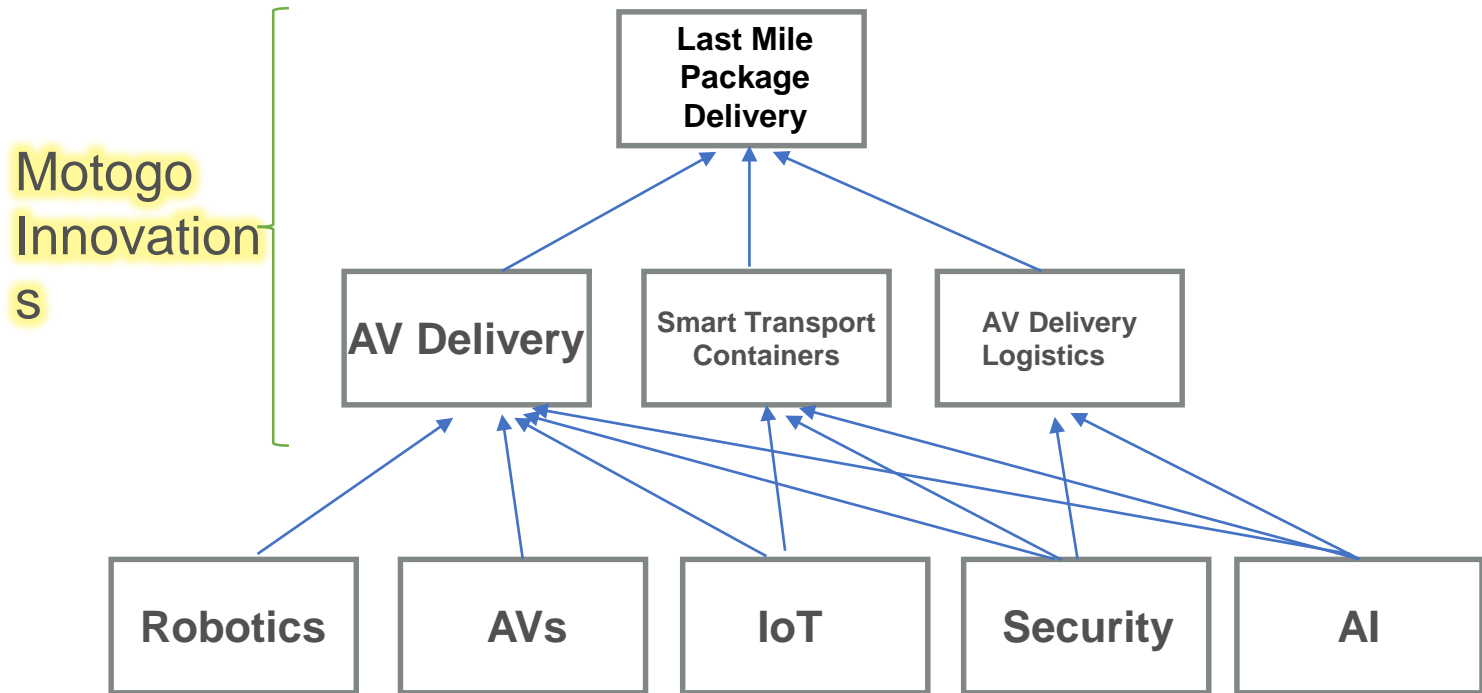 Last Mile
Package
Delivery
Motogo
Innovation
s
AV Delivery
Smart Transport
Containers
AV Delivery
Logistics
Robotics
AVs
IoT
Security
AI